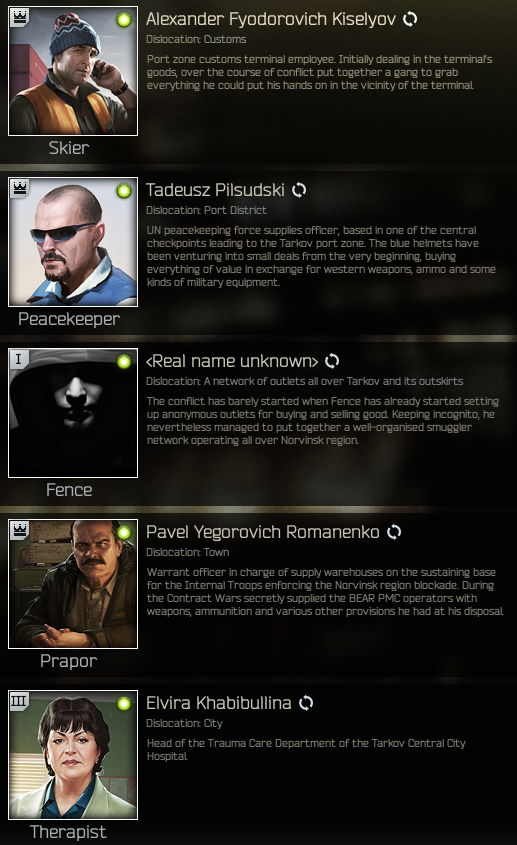 Alexander Fyodorovich Kiselyov
Dislocation: Customs
Port zone customs terminal employee. Initially dealing in the terminal's
goods, over the course of conflict put together a gang to grab
everything he could put his hands on in the vicinity of the terminal.
Skier
Tadeusz Pilsudski
Dislocation: Port District
UN peacekeeping force supplies officer, based in one of the central
checkpoints leading to the Tarkov port zone. The blue helmets have
been venturing into small deals from the very beginning, buying
everything of value in exchange for western weapons, ammo and some
kinds of military equipment.
Peacekeeper
I
<Real name unknown>
Dislocation: A network of outlets all over Tarkov and its outskirts
The conflict has barely started when Fence has already started setting
up anonymous outlets for buying and selling good. Keeping incognito, he
nevertheless managed to put together a well-organised smuggler
network operating all over Norvinsk region.
Fence
Pavel Yegorovich Romanenko
Dislocation: Town
Warrant officer in charge of supply warehouses on the sustaining base
for the Internal Troops enforcing the Norvinsk region blockade. During
the Contract Wars secretly supplied the BEAR PMC operators with
weapons, ammunition and various other provisions he had at his disposal.
Prapor
III
Elvira Khabibullina
Dislocation: City
Head of the Trauma Care Department of the Tarkov Central City
Hospital.
Therapist